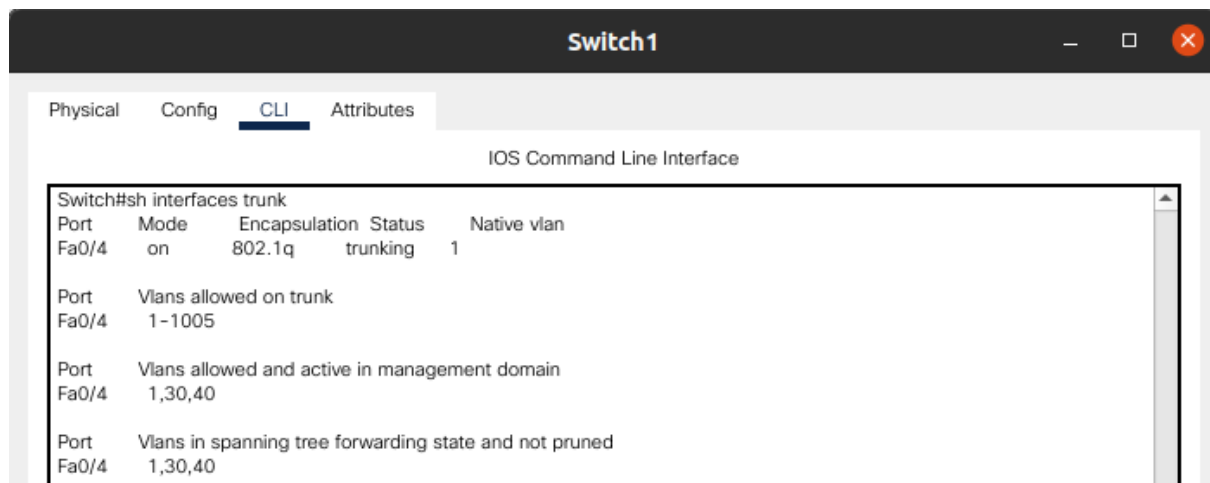 Switch1
Physical Config CLI Attributes
IOS Command Line Interface
Switch#sh interfaces trunk
Port Mode Encapsulation Status Native vlan
Fa0/4 on 802.1q trunking 1
Port Vlans allowed on trunk
Fa0/4 1-1005
Port Vlans allowed and active in management domain
Fa0/4 1,30,40
Port Vlans in spanning tree forwarding state and not pruned
Fa0/4 1,30,40